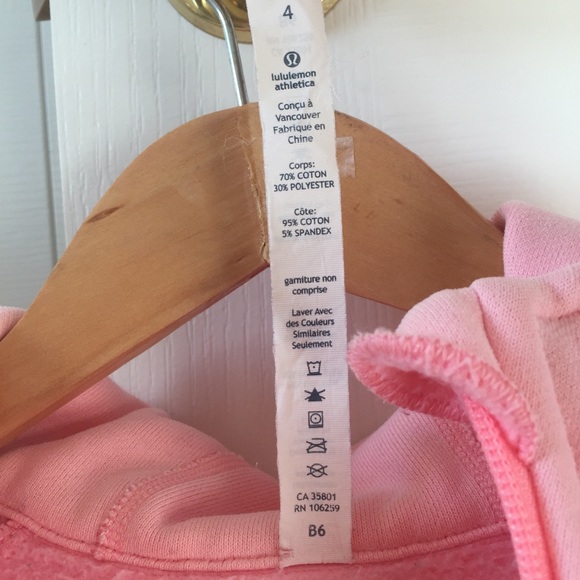 4
lululemon
athletica
Conçu à
Vancouver
Fabrique en
Chine
Corps:
70% COTON
30% POLYESTER
Côte:
95% COTON
5% SPANDEX
garniture non
comprise
Laver Avec
des Couleurs
Similaires
Seulement
CA 35801
RN 106259
B6